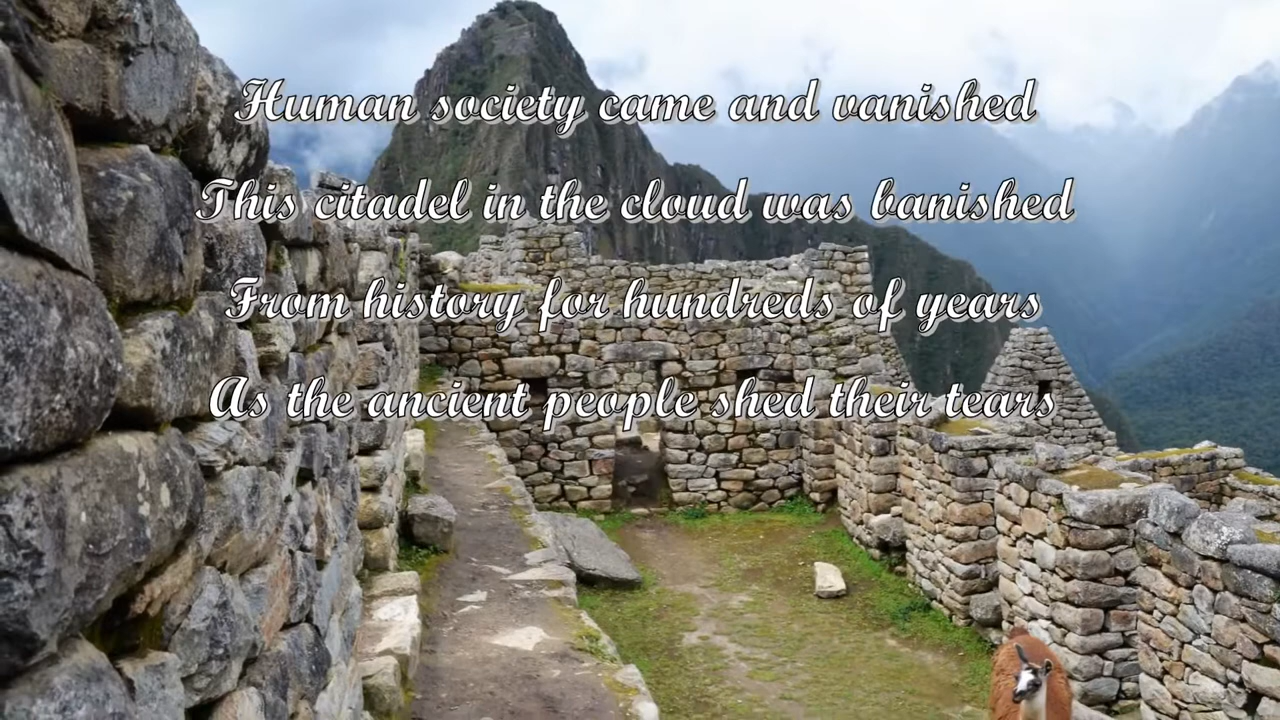 Human society came and vanished
This citadel in the cloud was banished
From history for hundreds of years
As the ancient people shed their tears